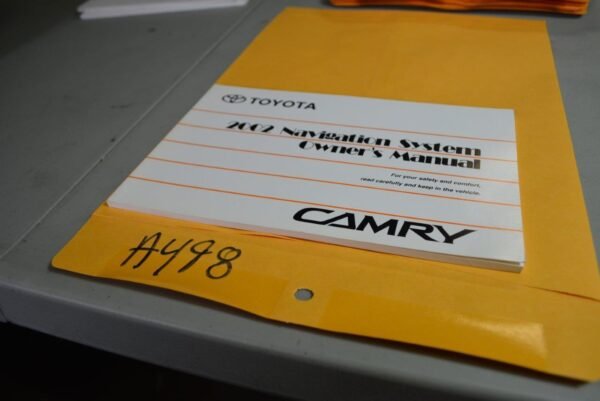 TOYOTA
2002 Navigation System
Owner's Manual
For your safety and comfort,
read carefully and keep in the vehicle.
CAMRY
A498